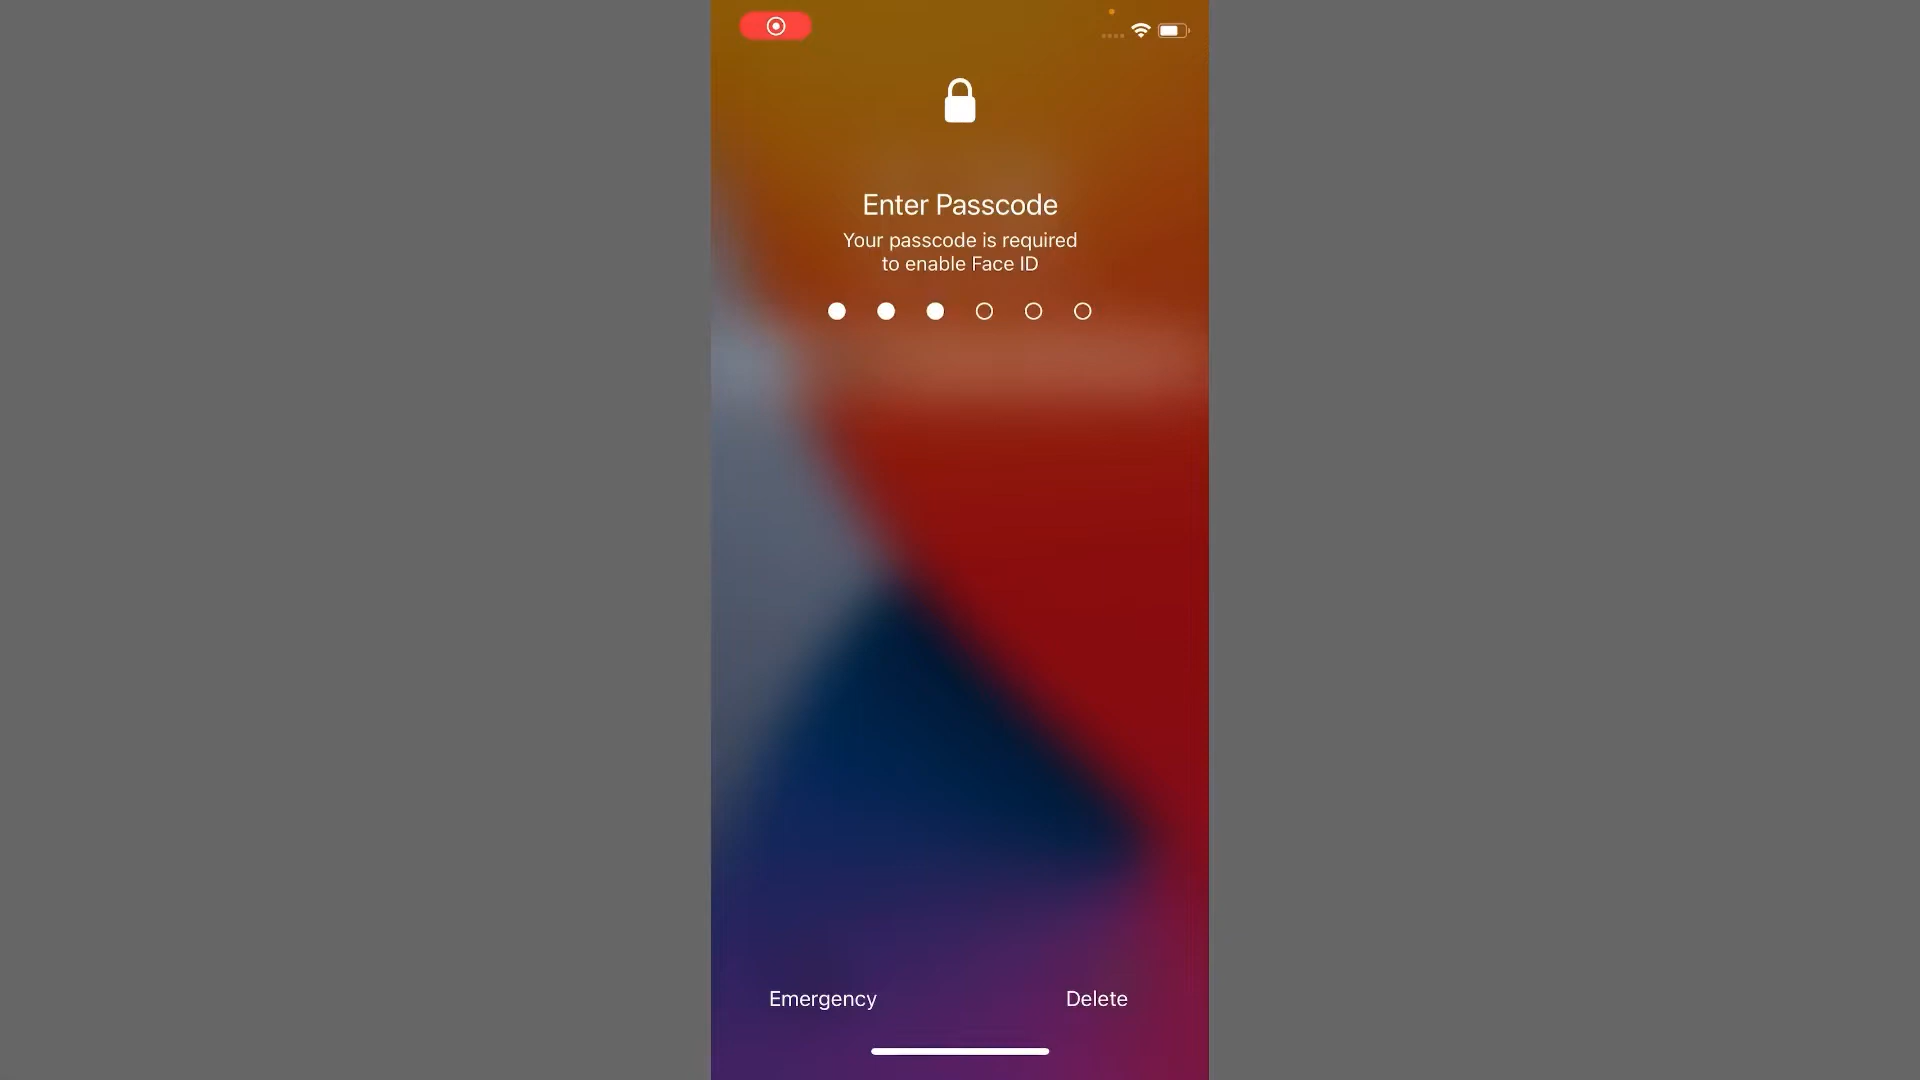 Enter Passcode
Your passcode is required
to enable Face ID
Emergency
Delete